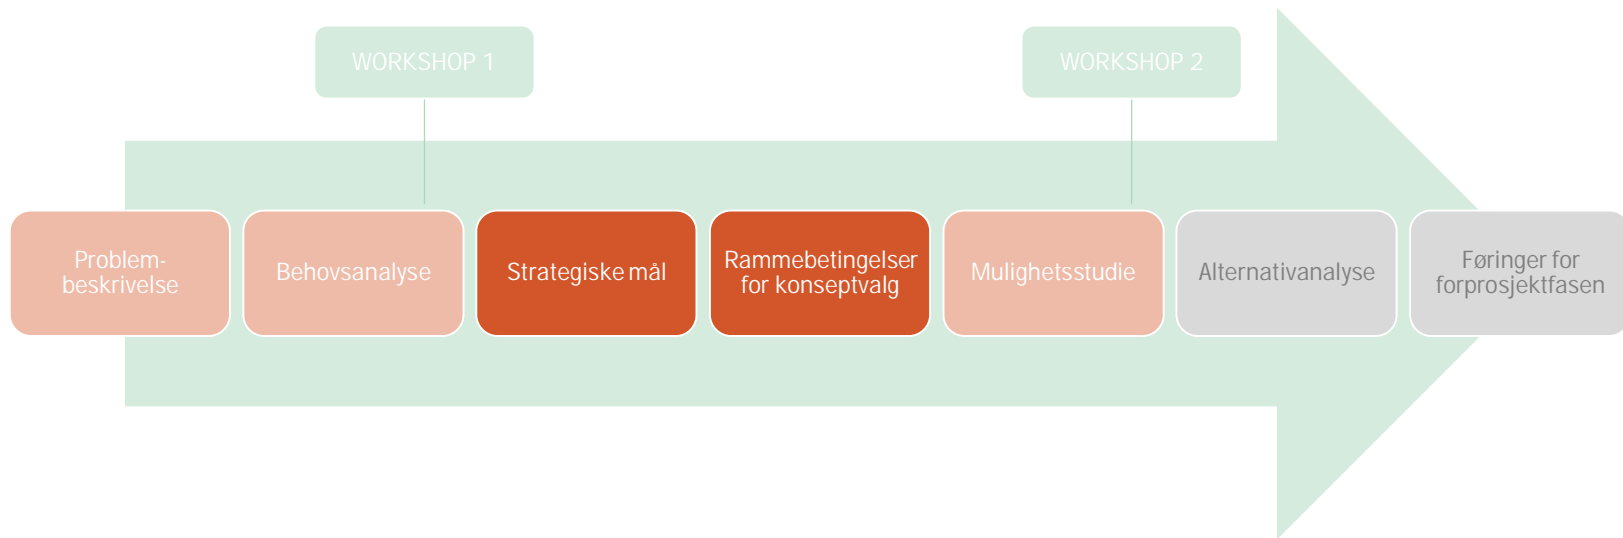 WORKSHOP 1
WORKSHOP 2
Problem-
beskrivelse
Behovsanalyse
Strategiske mål
Rammebetingelser
for konseptvalg
Mulighetsstudie
Alternativanalyse
Føringer for
forprosjektfasen